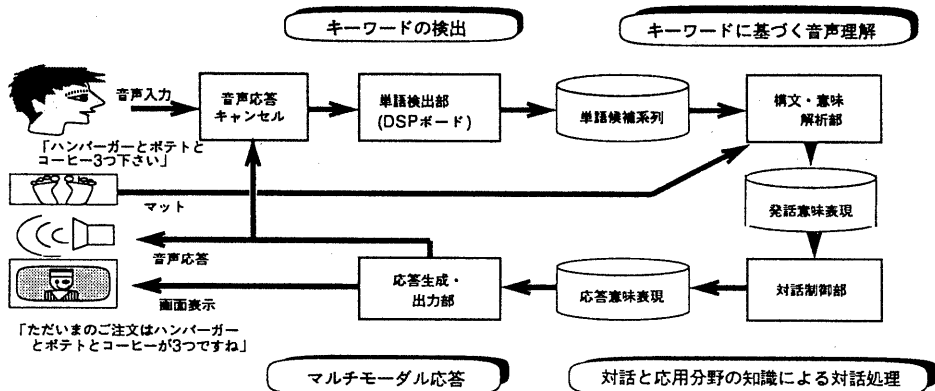 キーワードの検出
キーワードに基づく音声理解
音声入力
音声応答
キャンセル
単語検出部
(DSPボード)
単語候補系列
構文・意味
解析部
「ハンバーガーとポテトと
コーヒー3つ下さい」
マット
発話意味表現
音声応答
応答生成・
出力部
応答意味表現
対話制御部
画面表示
「ただいまのご注文はハンバーガー
とポテトとコーヒーが3つですね」
マルチモーダル応答
対話と応用分野の知識による対話処理